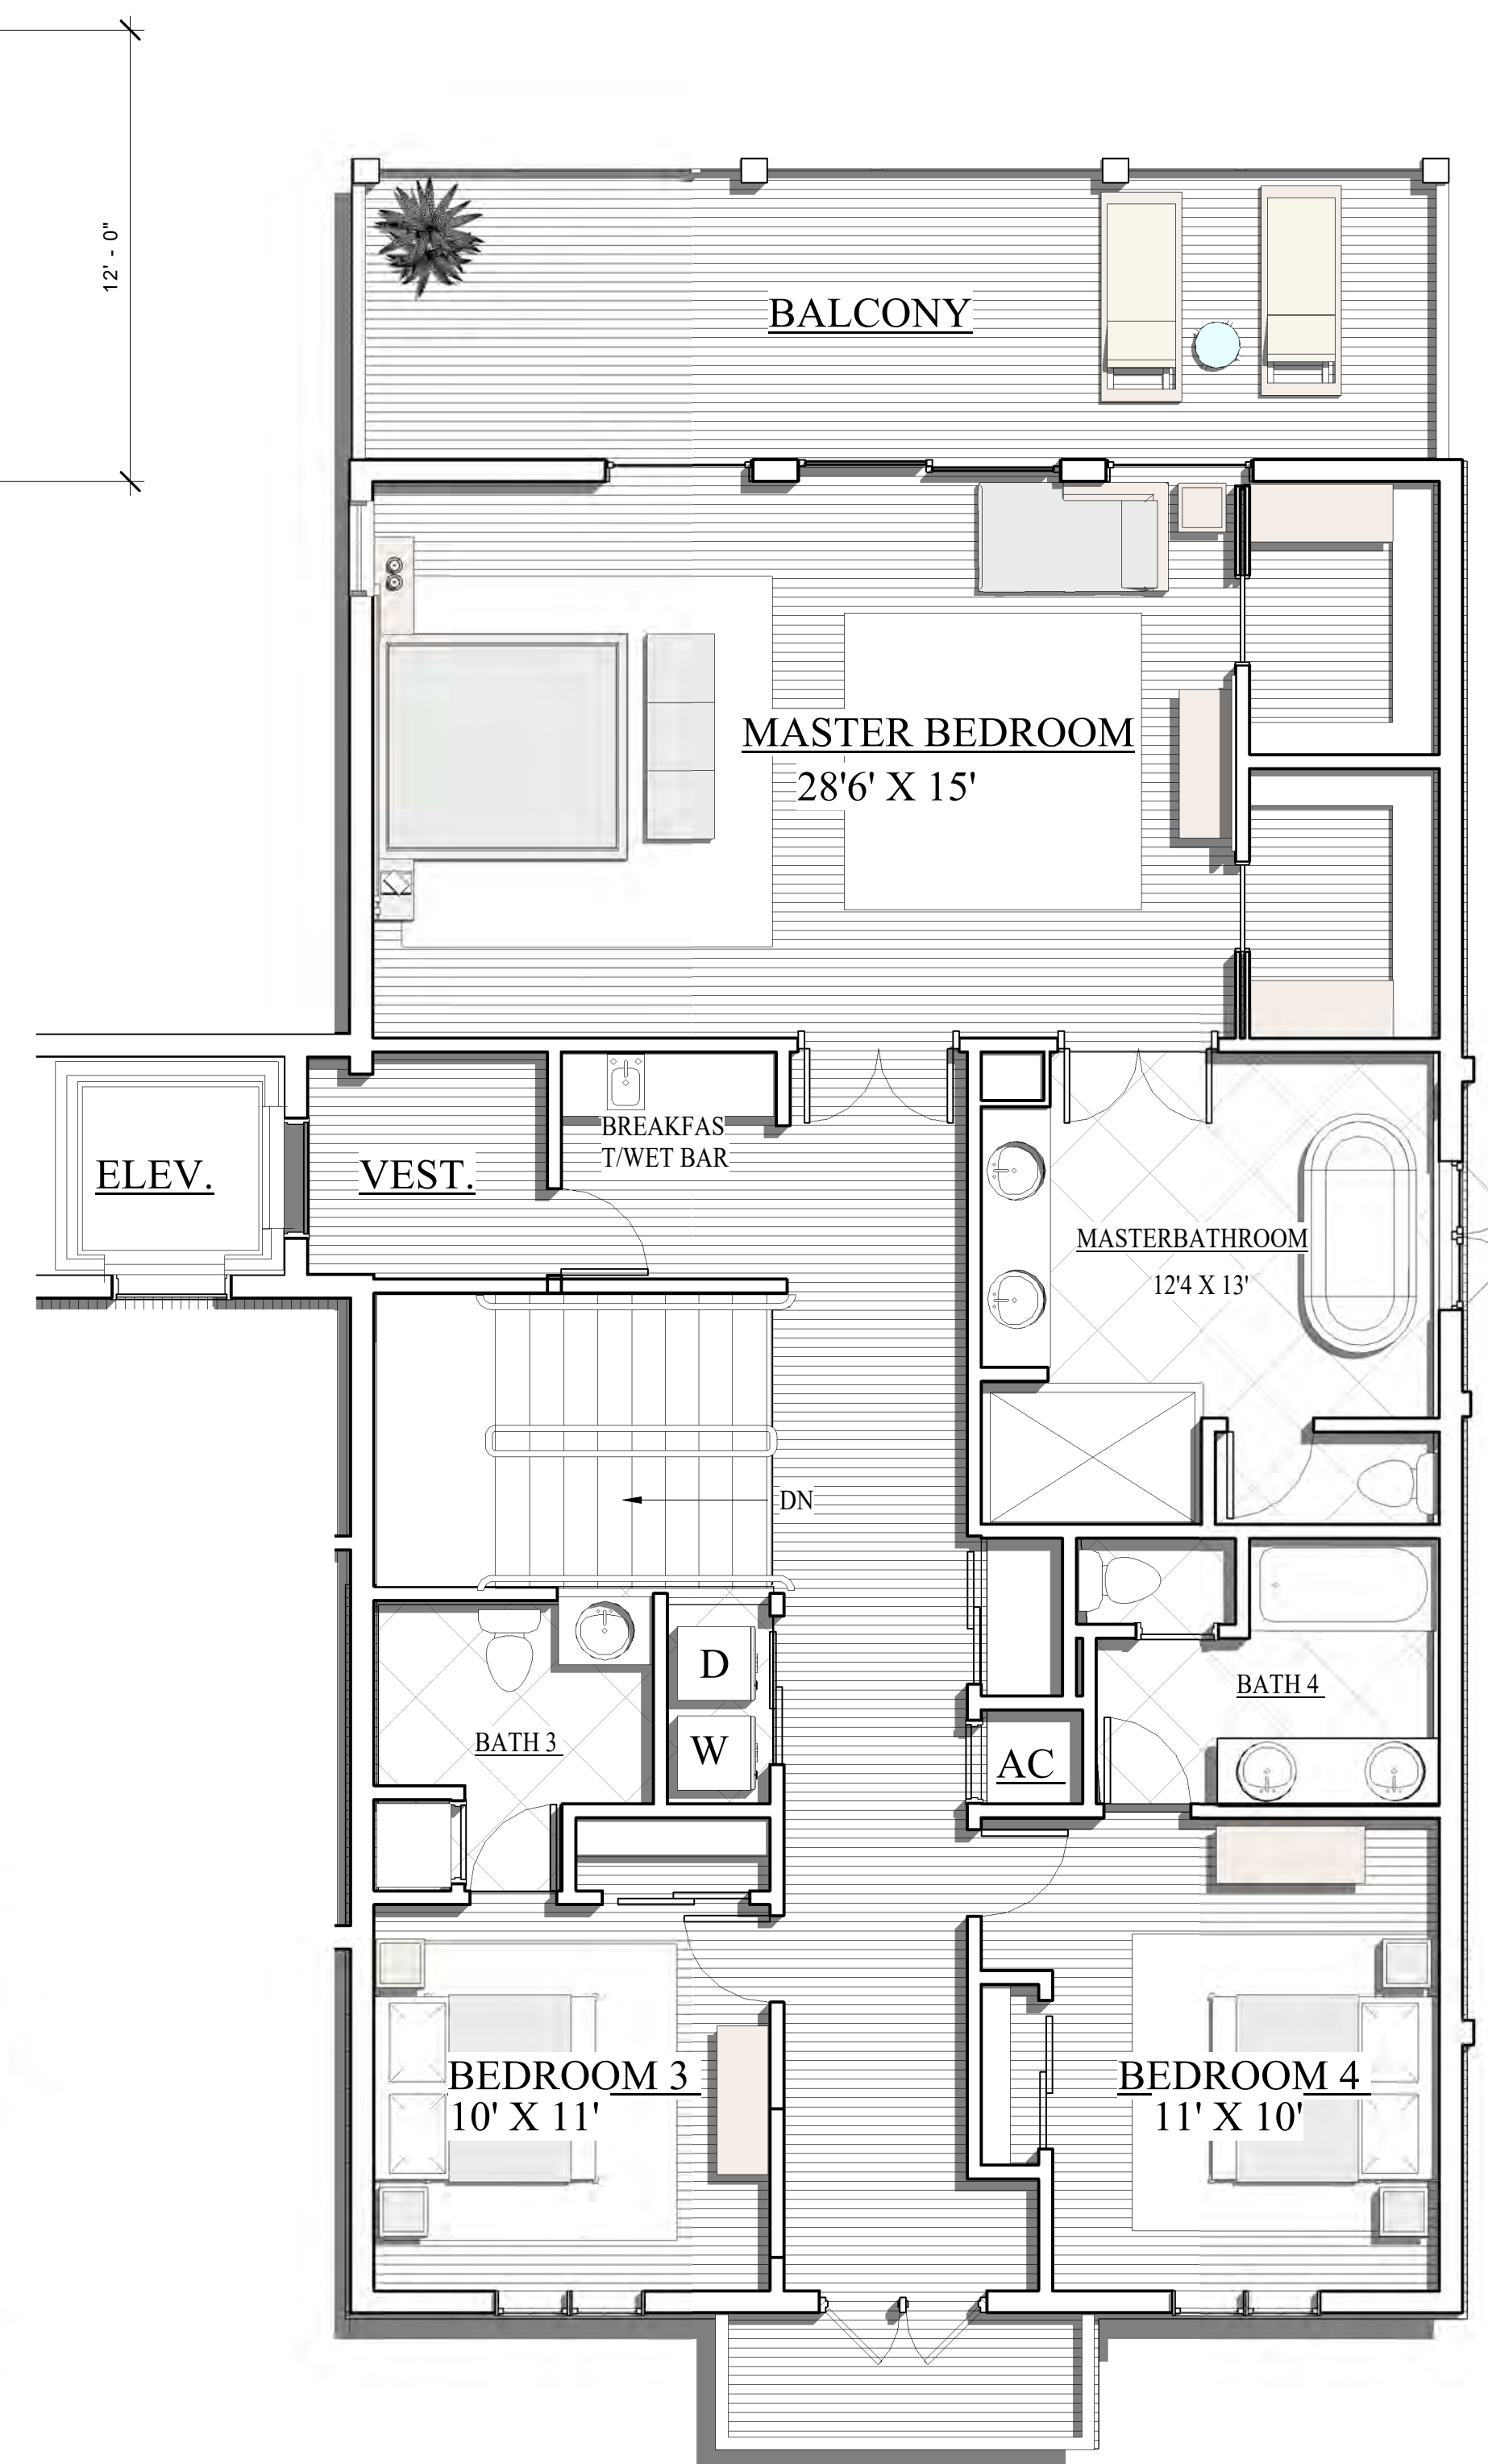 12' - 0"
BALCONY
MASTER BEDROOM
28'6' X 15'
BREAKFAS
T/WET BAR
ELEV.
VEST.
MASTERBATHROOM
12'4 X 13'
DN
D
BATH 4
BATH 3
W
AC
BEDROOM 3
10' X 11'
BEDROOM 4
11' X 10'